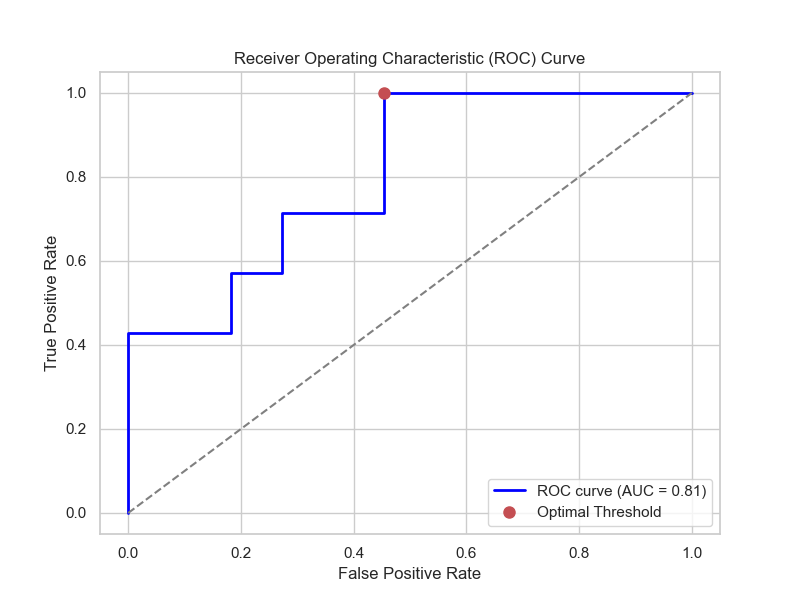 Receiver Operating Characteristic (ROC) Curve
True Positive Rate
1.0
0.8
0.6
0.4
0.2
0.0
ROC curve (AUC = 0.81)
Optimal Threshold
0.0 0.2 0.4 0.6 0.8 1.0
False Positive Rate